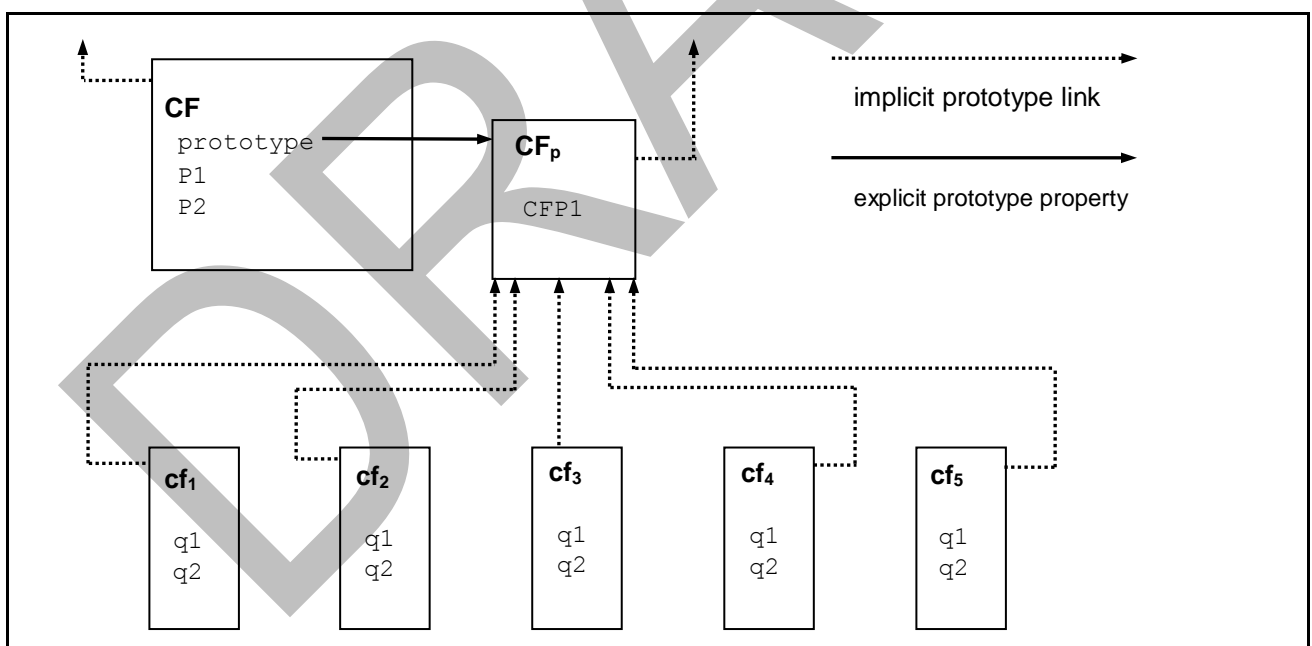 CF
prototype
P1
P2
CFp
CFP1
implicit prototype link
explicit prototype property
cf1
q1
q2
cf2
q1
q2
cf3
q1
q2
cf4
q1
q2
cf5
q1
q2
DRA